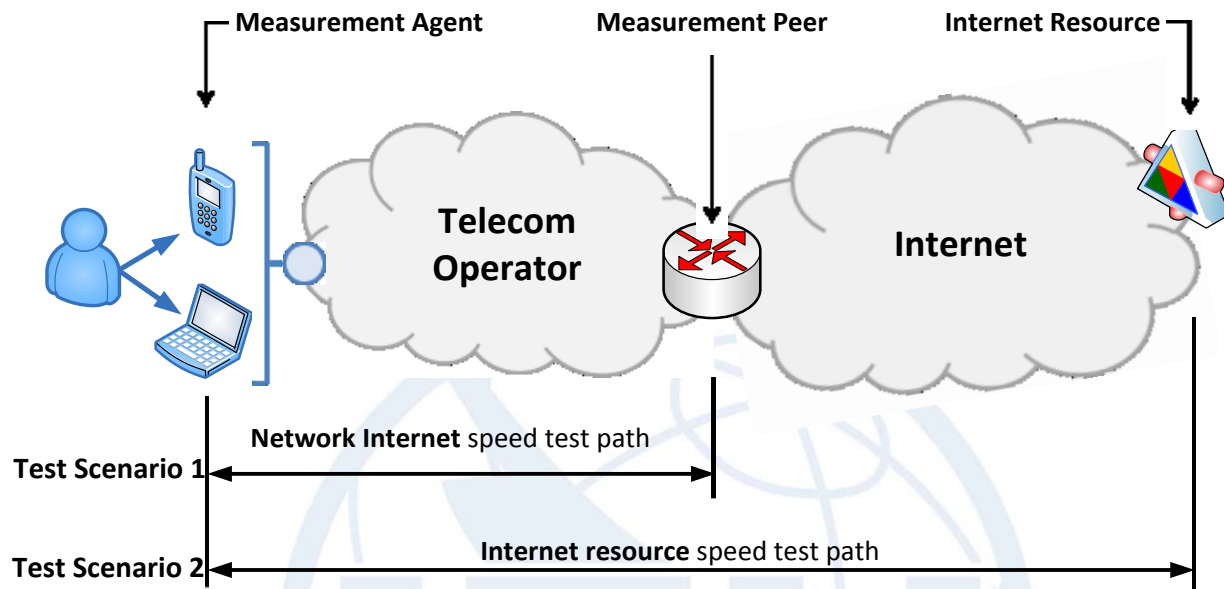 Measurement Agent
Measurement Peer
Internet Resource
Telecom
Operator
Internet
Network Internet speed test path
Test Scenario 1
Internet resource speed test path
Test Scenario 2